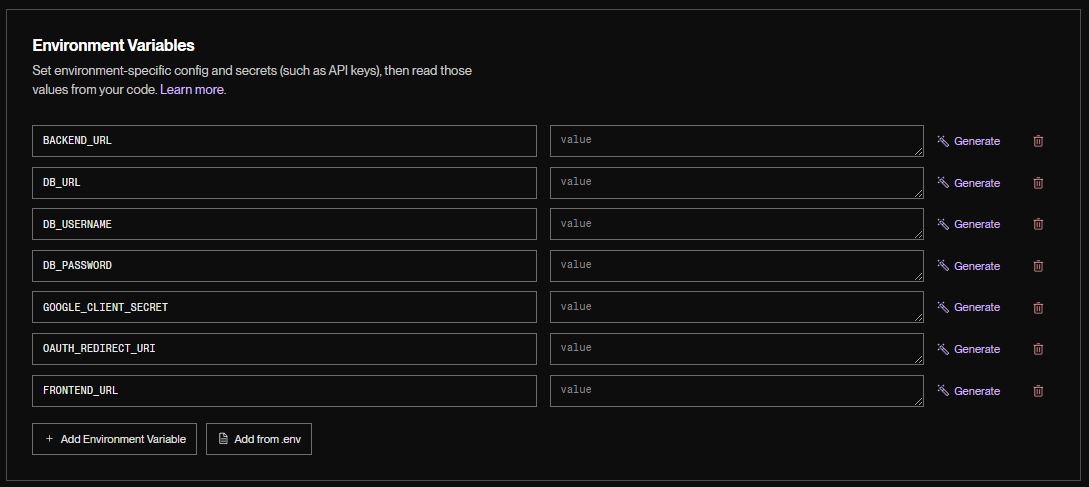 Environment Variables
Set environment-specific config and secrets (such as API keys), then read those
values from your code. Learn more.
BACKEND_URL value Generate
DB_URL value Generate
DB_USERNAME value Generate
DB_PASSWORD value Generate
GOOGLE_CLIENT_SECRET value Generate
OAUTH_REDIRECT_URI value Generate
FRONTEND_URL value Generate
+ Add Environment Variable Add from .env